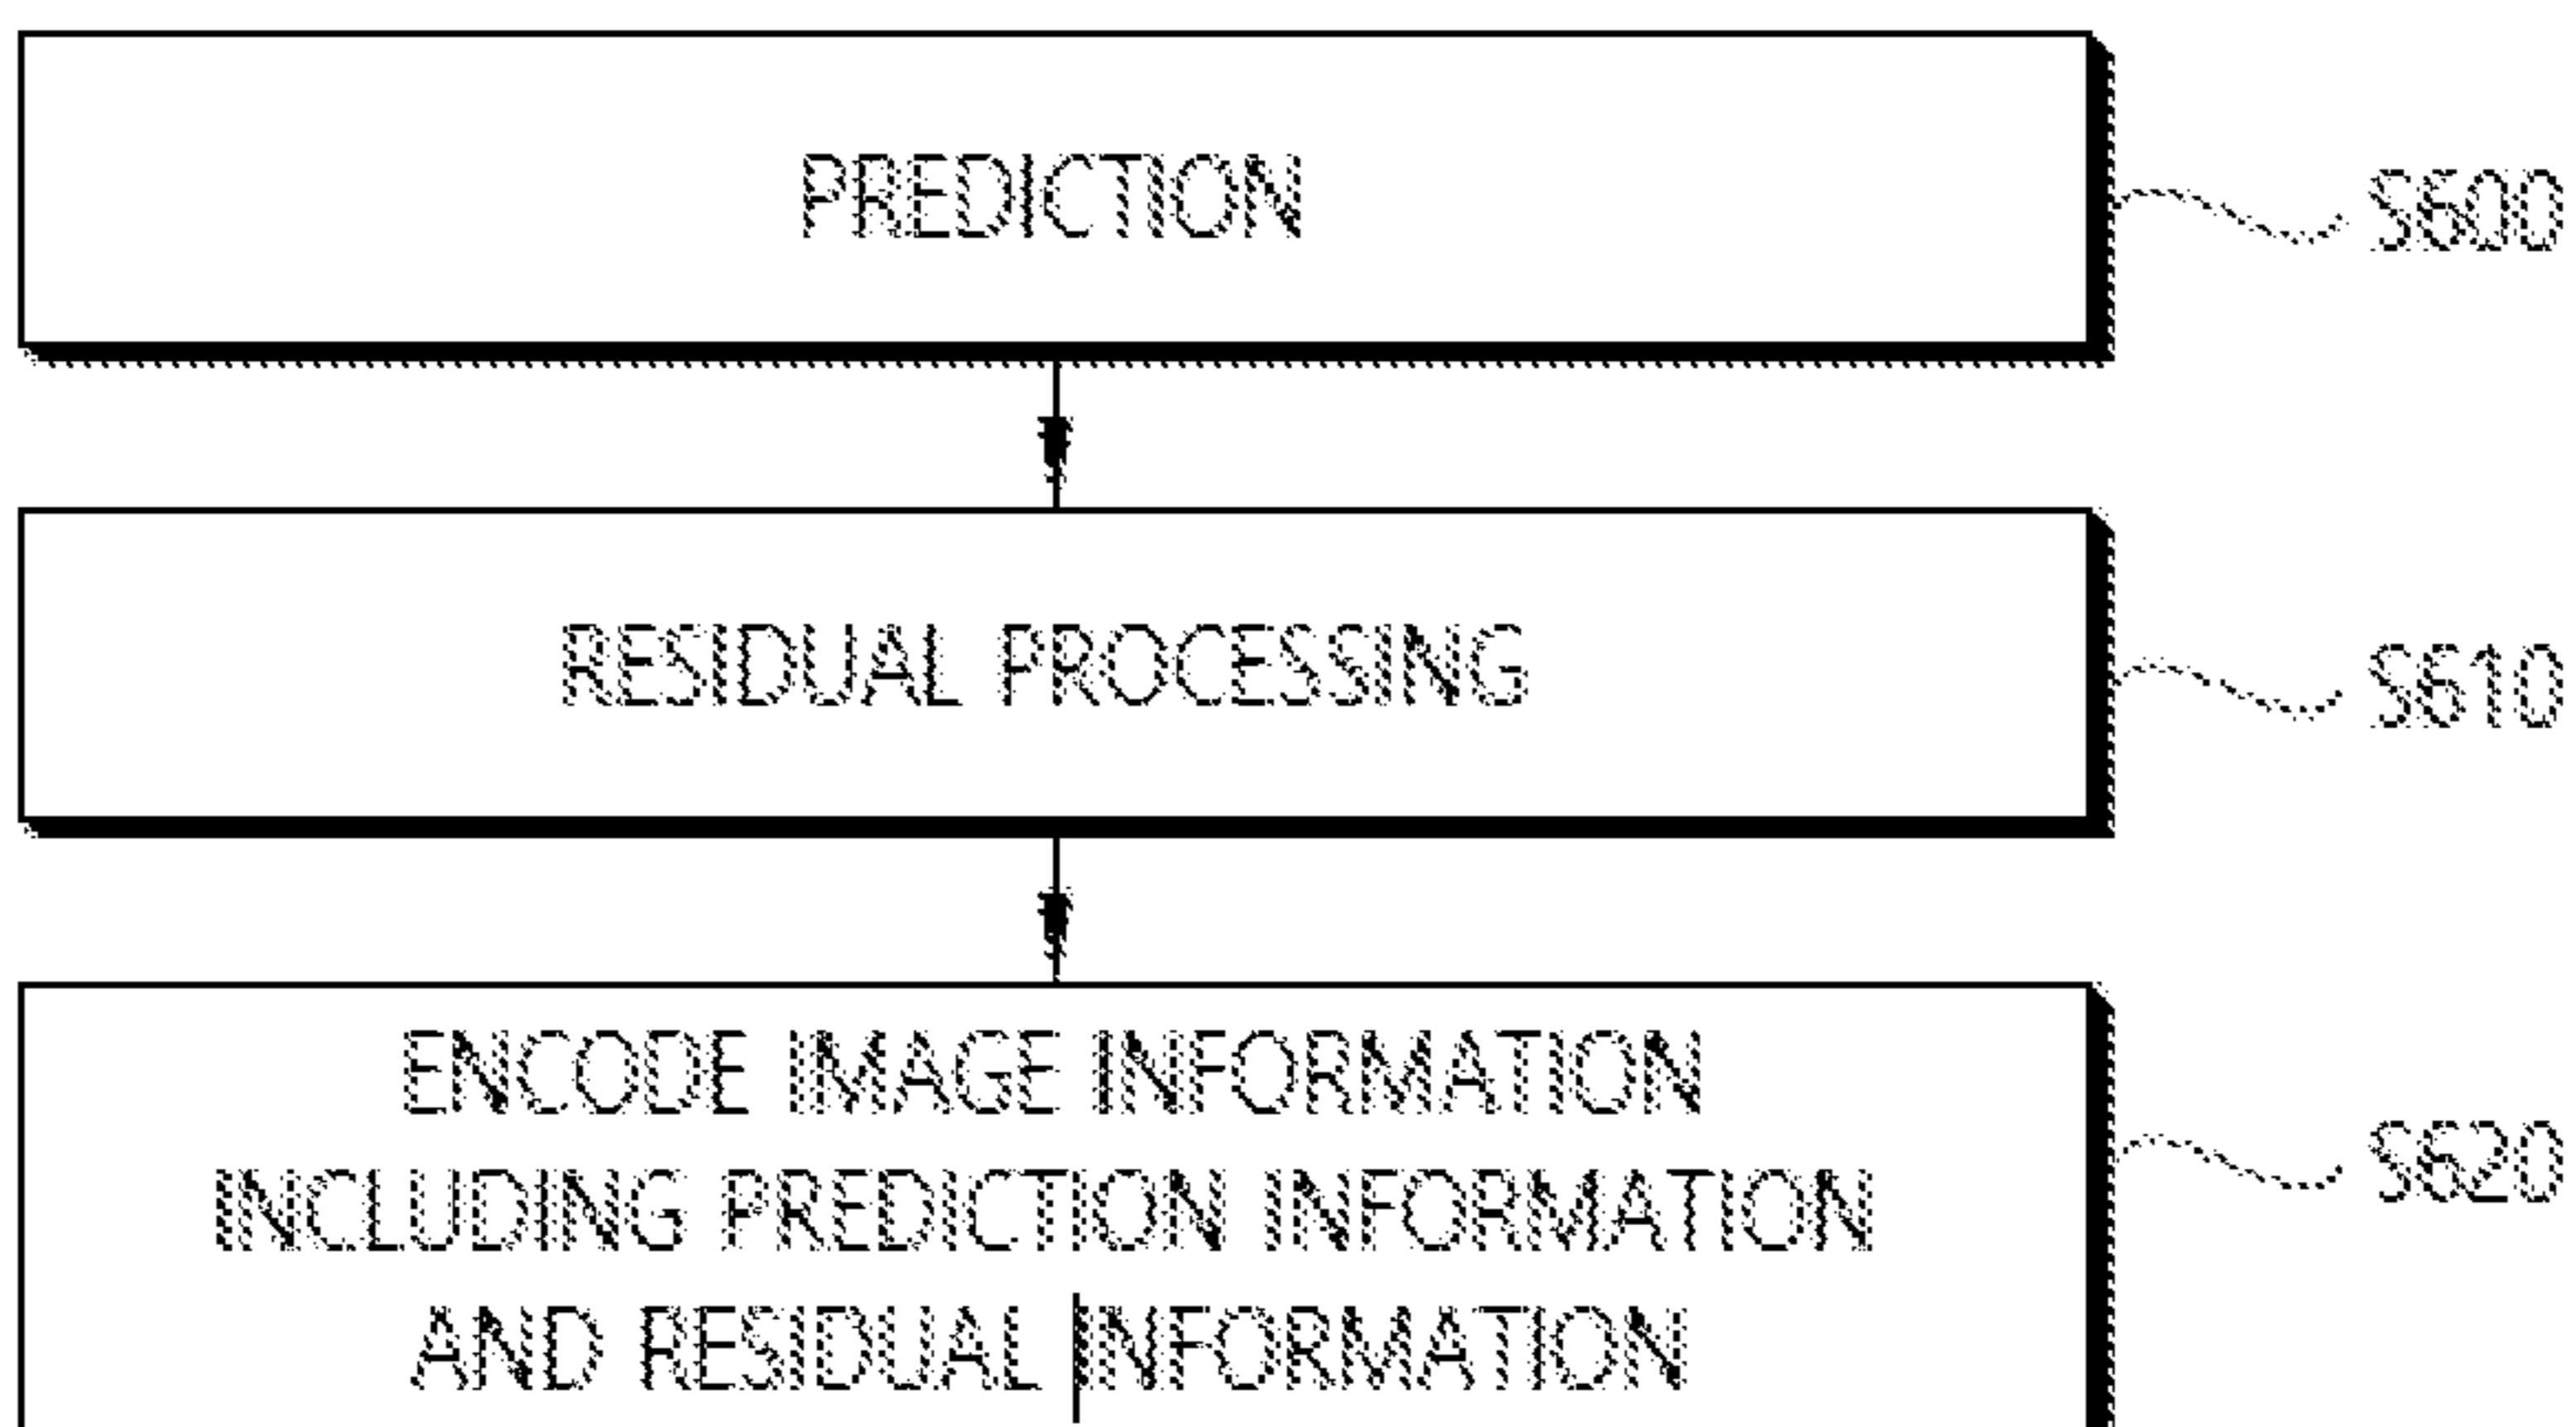 PREDICTION
S600
RESIDUAL PROCESSING
S610
ENCODE IMAGE INFORMATION
INCLUDING PREDICTION INFORMATION
AND RESIDUAL INFORMATION
S620